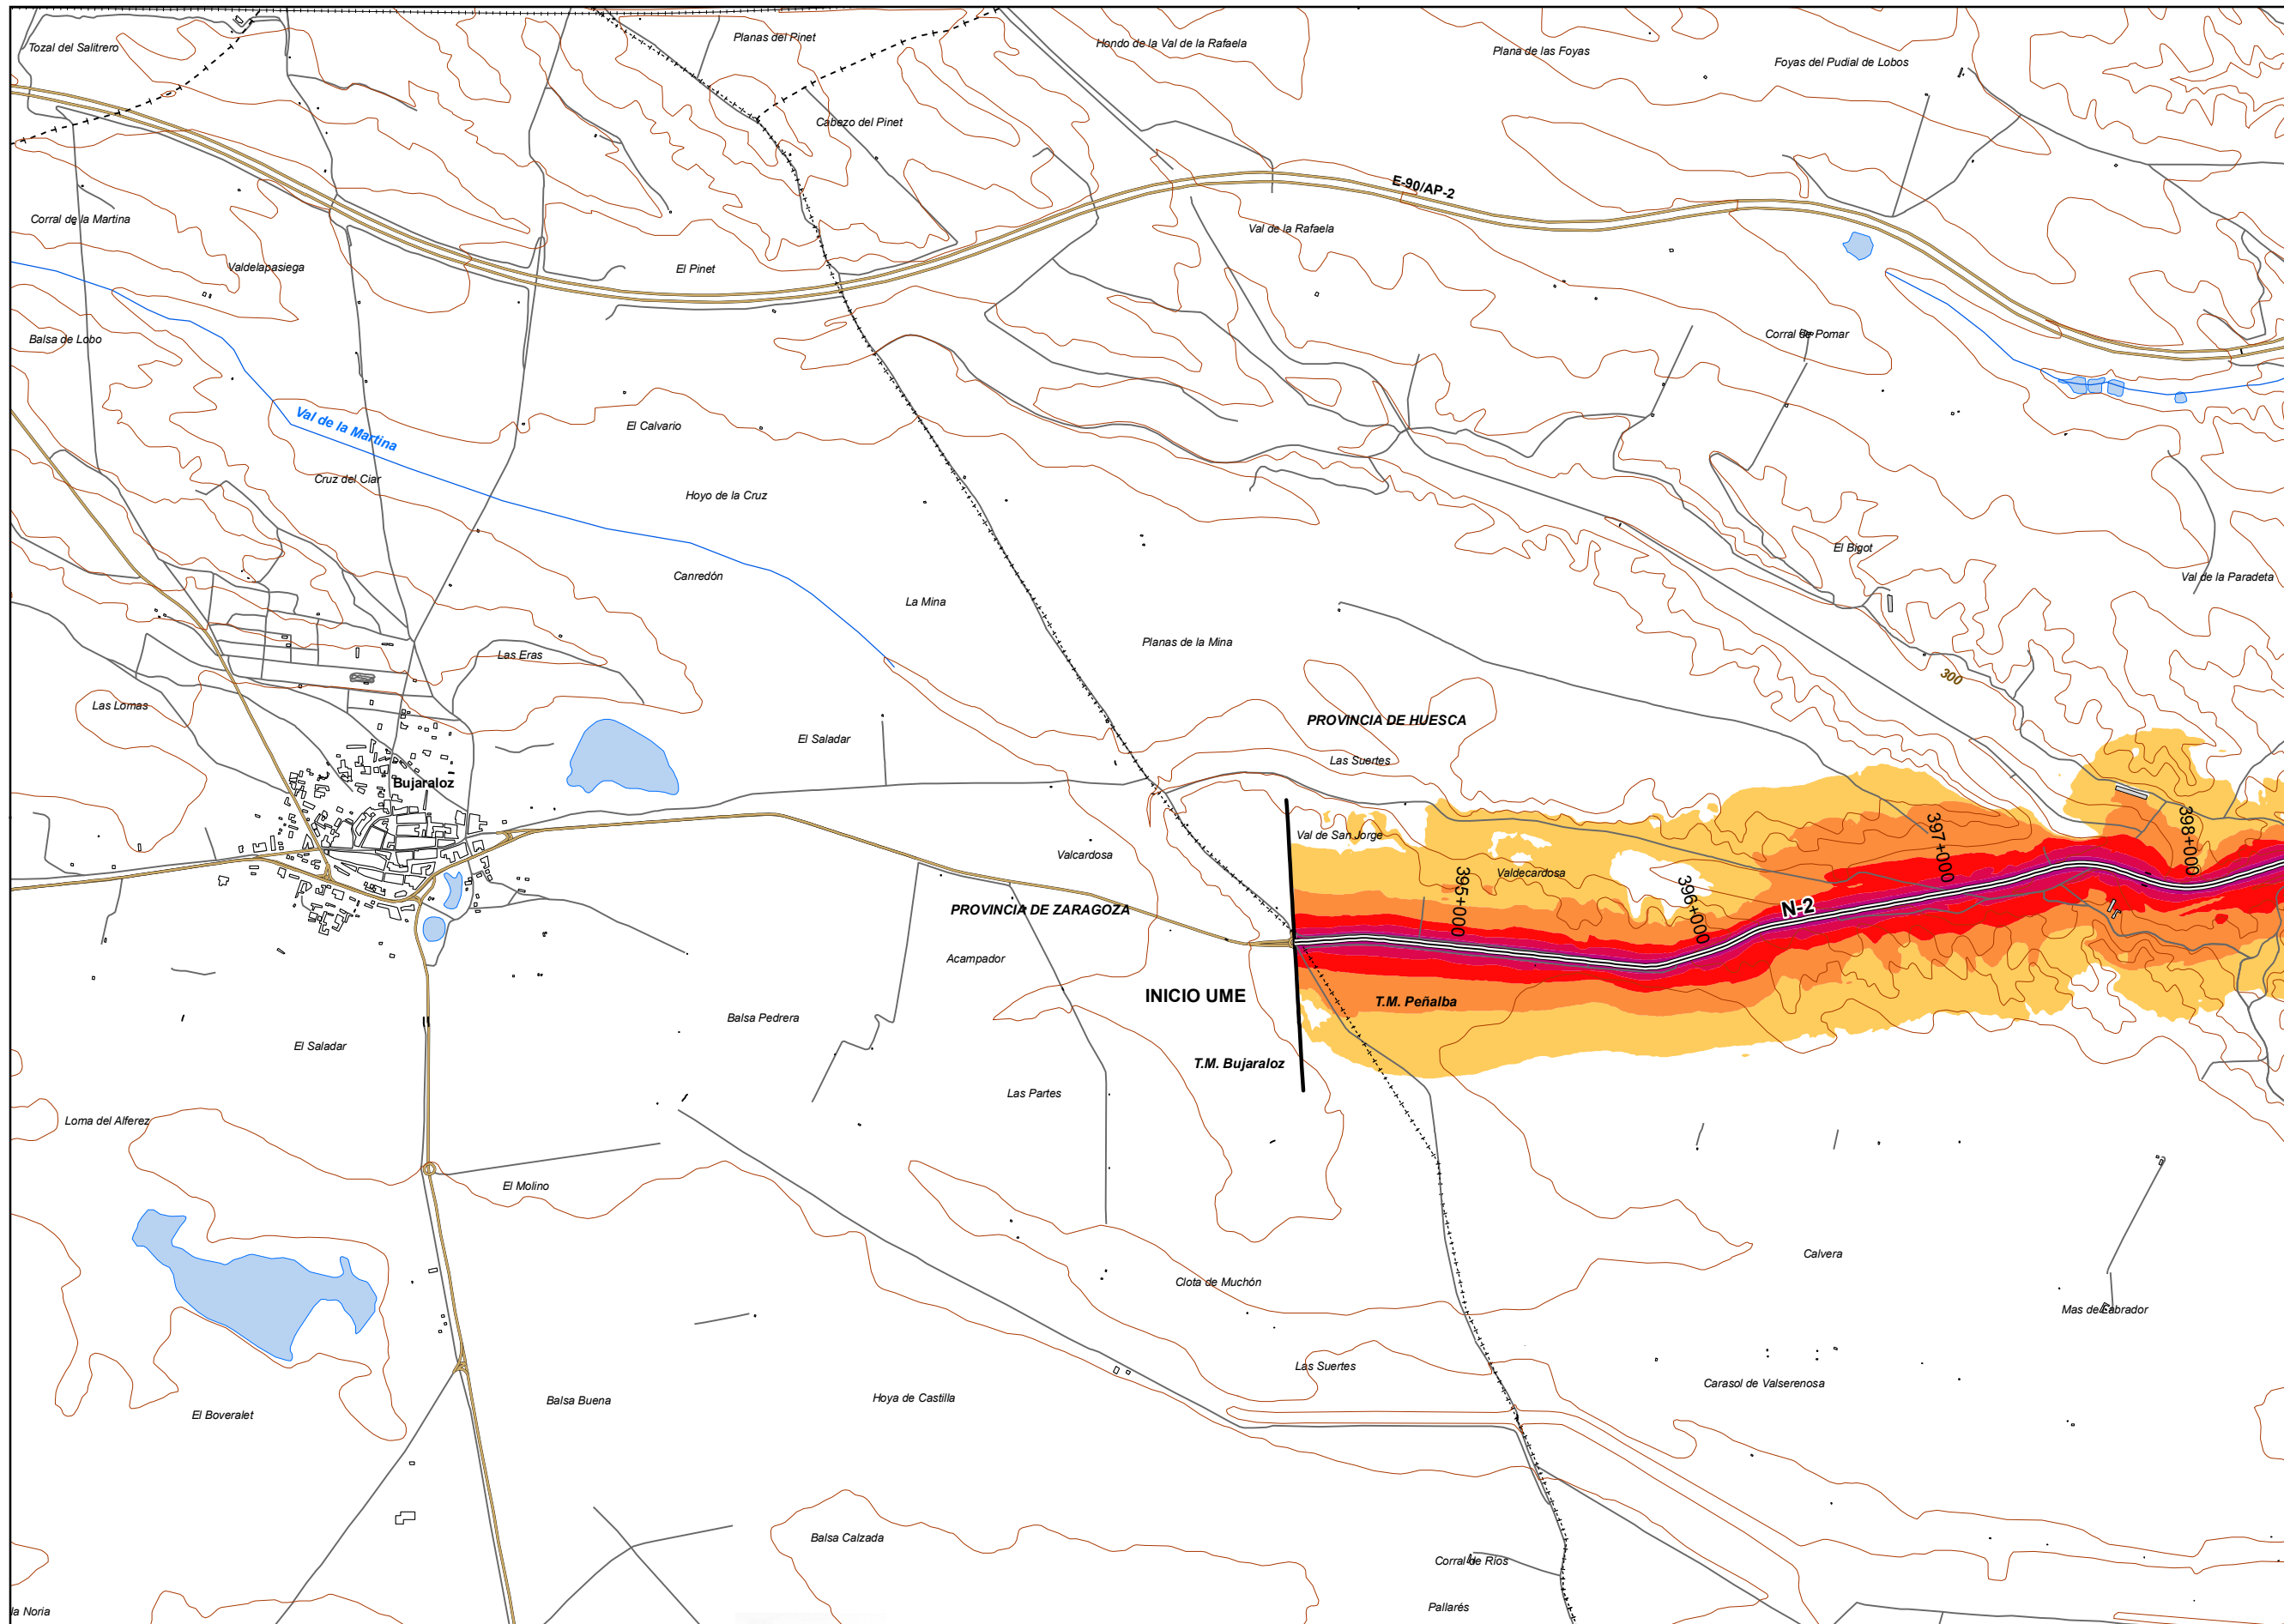 Tozal del Salitrero
Planas del Pinet
Hondo de la Val de la Rafaela
Plana de las Foyas
Foyas del Pudial de Lobos
Cabezo del Pinet
E-90/AP-2
Corral de la Martina
Val de la Rafaela
Valdelapasiega
El Pinet
Balsa de Lobo
Corral de Pomar
Val de la Martina
El Calvario
Cruz del Ciar
Hoyo de la Cruz
El Bigot
Canredón
Val de la Paradeta
La Mina
Planas de la Mina
Las Eras
300
Las Lomas
PROVINCIA DE HUESCA
El Saladar
Las Suertes
Bujaraloz
Val de San Jorge
397+000
398+000
Valcardosa
Valdecardosa
395+000
396+000
N-2
PROVINCIA DE ZARAGOZA
Acampador
INICIO UME
T.M. Peñalba
Balsa Pedrera
El Saladar
T.M. Bujaraloz
Las Partes
Loma del Alferez
El Molino
Calvera
Clota de Muchón
Mas de Labrador
Las Suertes
Carasol de Valserenosa
Balsa Buena
Hoya de Castilla
El Boveralet
Balsa Calzada
Corral de Rios
Pallarés
la Noria